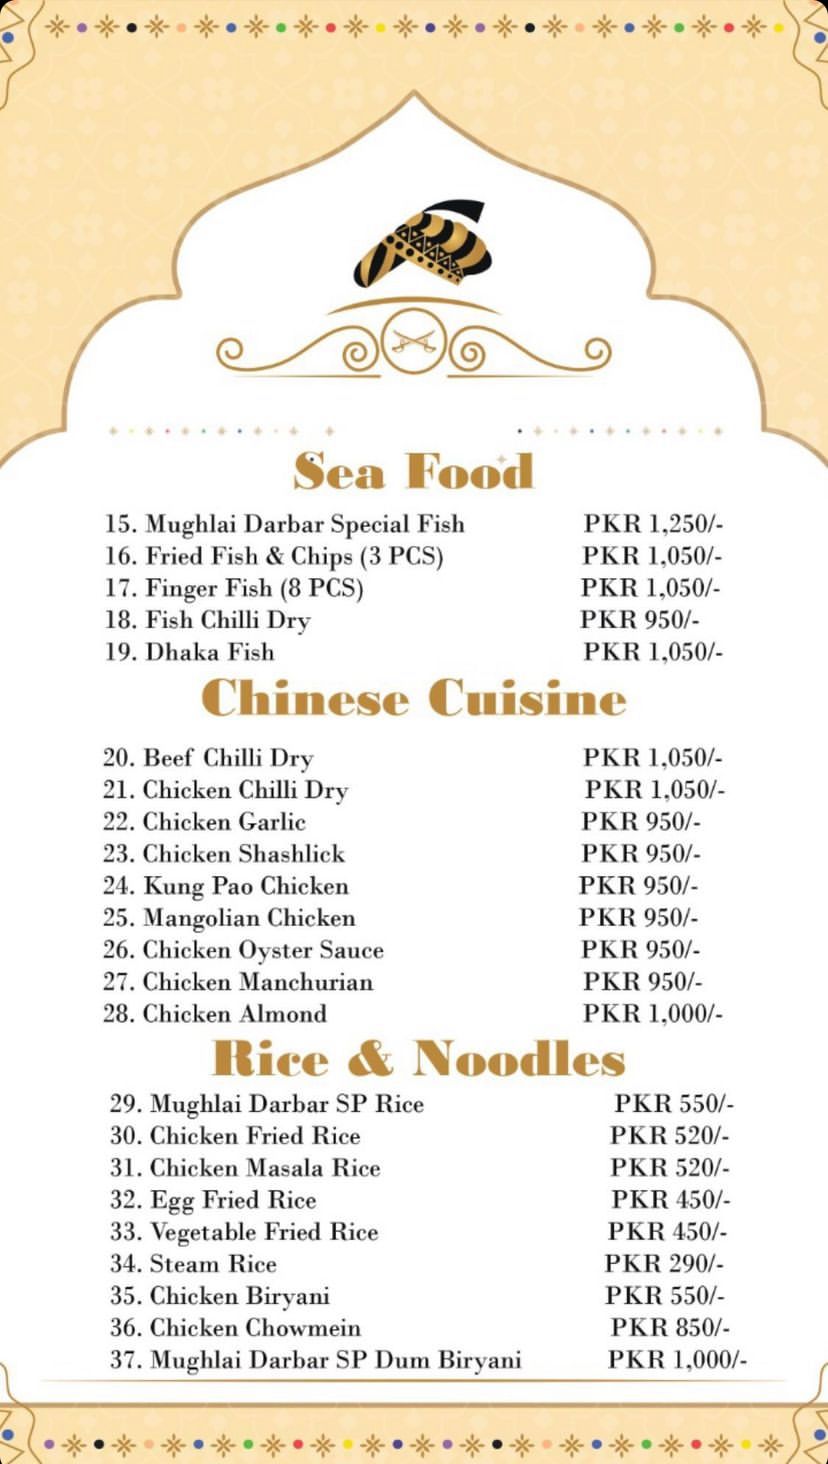 Sea Food
15. Mughlai Darbar Special Fish PKR 1,250/-
16. Fried Fish & Chips (3 PCS) PKR 1,050/-
17. Finger Fish (8 PCS) PKR 1,050/-
18. Fish Chilli Dry PKR 950/-
19. Dhaka Fish PKR 1,050/-
Chinese Cuisine
20. Beef Chilli Dry PKR 1,050/-
21. Chicken Chilli Dry PKR 1,050/-
22. Chicken Garlic PKR 950/-
23. Chicken Shashlick PKR 950/-
24. Kung Pao Chicken PKR 950/-
25. Mangolian Chicken PKR 950/-
26. Chicken Oyster Sauce PKR 950/-
27. Chicken Manchurian PKR 950/-
28. Chicken Almond PKR 1,000/-
Rice & Noodles
29. Mughlai Darbar SP Rice PKR 550/-
30. Chicken Fried Rice PKR 520/-
31. Chicken Masala Rice PKR 520/-
32. Egg Fried Rice PKR 450/-
33. Vegetable Fried Rice PKR 450/-
34. Steam Rice PKR 290/-
35. Chicken Biryani PKR 550/-
36. Chicken Chowmein PKR 850/-
37. Mughlai Darbar SP Dum Biryani PKR 1,000/-